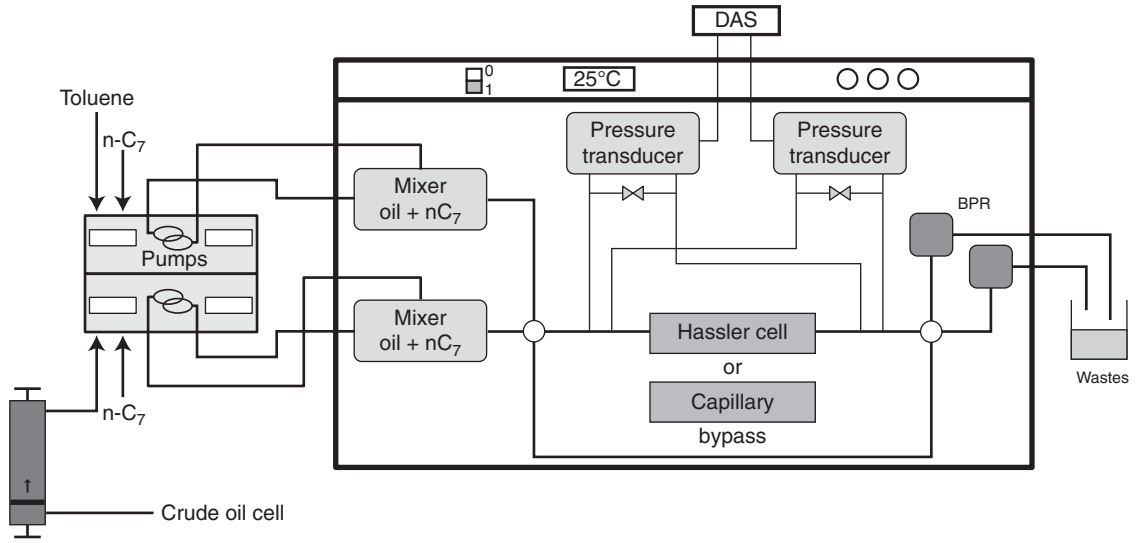 DAS
0
1
25°C
Toluene
n-C₇
Pressure
transducer
Pressure
transducer
Mixer
oil + nC₇
BPR
Pumps
Mixer
oil + nC₇
Hassler cell
or
Capillary
bypass
Wastes
n-C₇
Crude oil cell